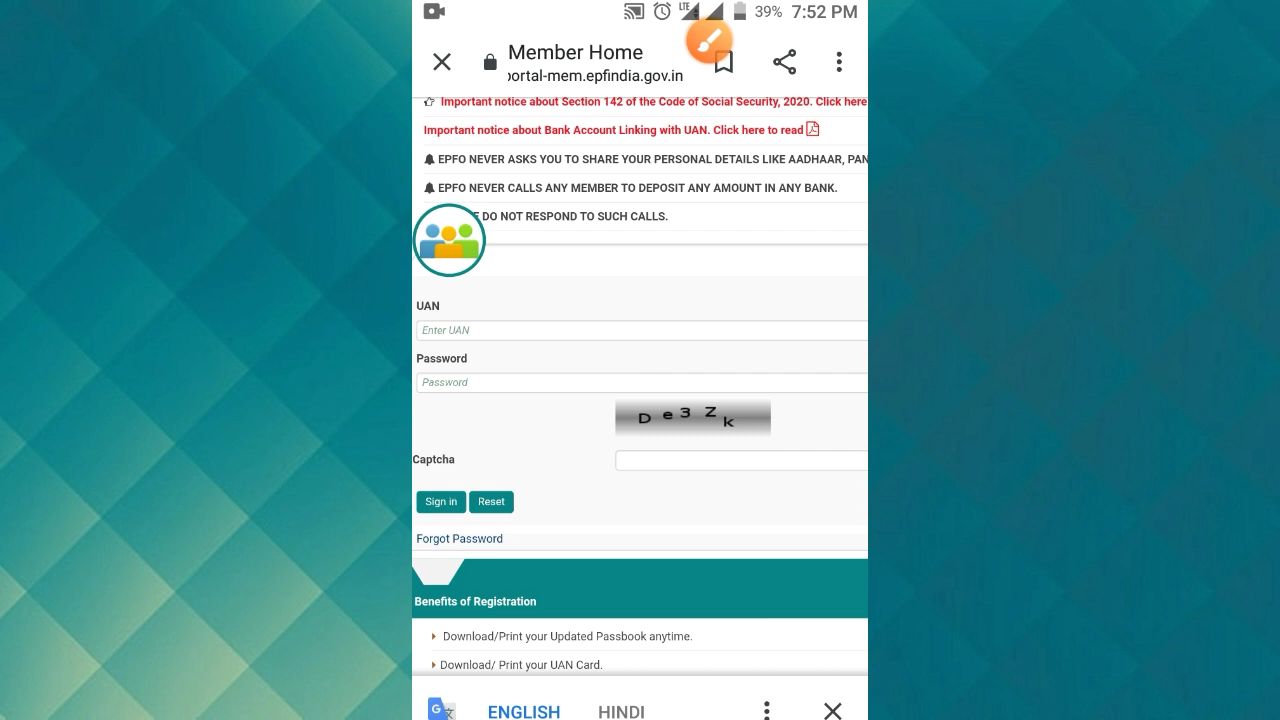 LTE 39% 7:52 PM
Member Home
portal-mem.epfindia.gov.in
Important notice about Section 142 of the Code of Social Security, 2020. Click here
Important notice about Bank Account Linking with UAN. Click here to read
EPFO NEVER ASKS YOU TO SHARE YOUR PERSONAL DETAILS LIKE AADHAAR, PAN
EPFO NEVER CALLS ANY MEMBER TO DEPOSIT ANY AMOUNT IN ANY BANK.
DO NOT RESPOND TO SUCH CALLS.
UAN
Enter UAN
Password
Password
De3Zk
Captcha
Sign in Reset
Forgot Password
Benefits of Registration
Download/Print your Updated Passbook anytime.
Download/ Print your UAN Card.
G ENGLISH HINDI